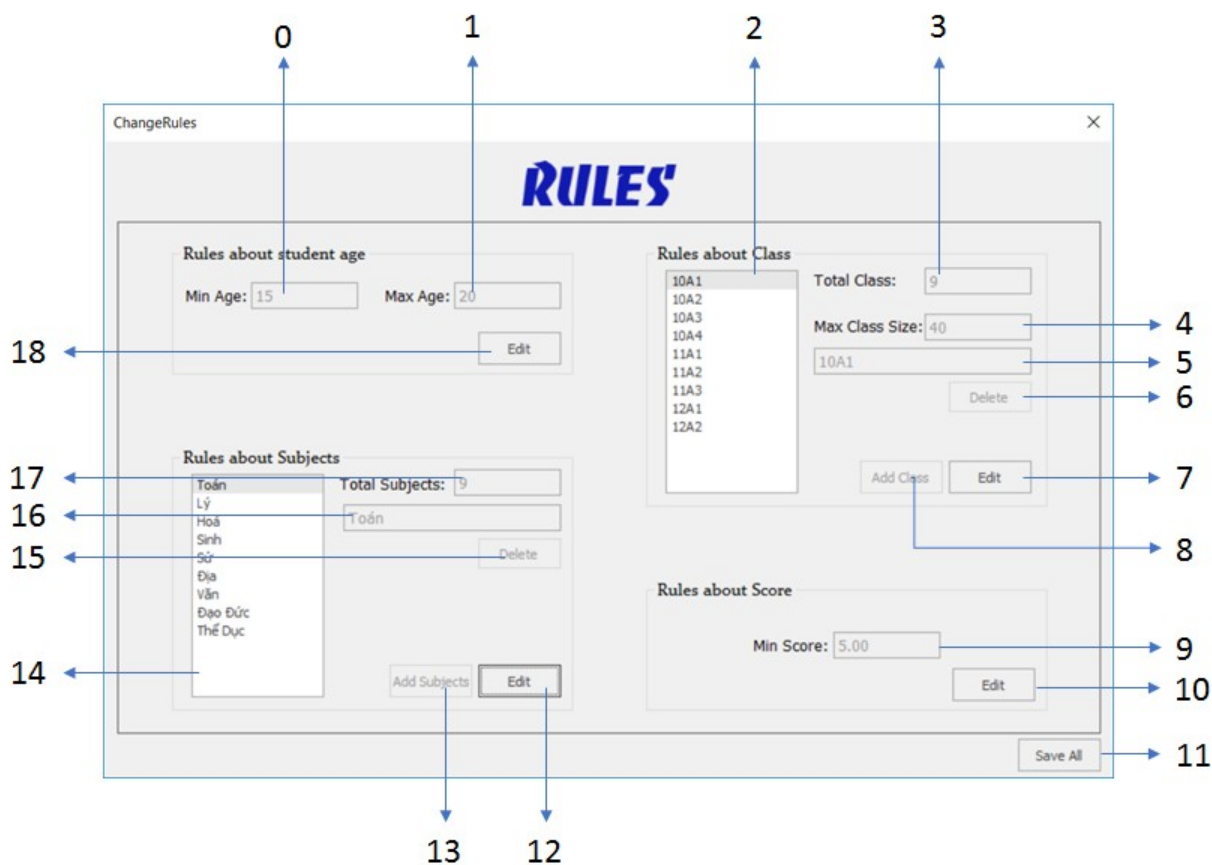 0 1 2 3
ChangeRules
RULES
Rules about student age
Min Age: 15 Max Age: 20
Edit
18
Rules about Class
10A1
10A2
10A3
10A4
11A1
11A2
11A3
12A1
12A2
Total Class: 9
Max Class Size: 40
10A1
Delete
Add Class Edit
4
5
6
7
8
Rules about Subjects
Toán
Lý
Hoá
Sinh
Sử
Địa
Văn
Đạo Đức
Thể Dục
Total Subjects: 9
Toán
Delete
Add Subjects Edit
17
16
15
14
Rules about Score
Min Score: 5.00
Edit
9
10
Save All
11
13 12